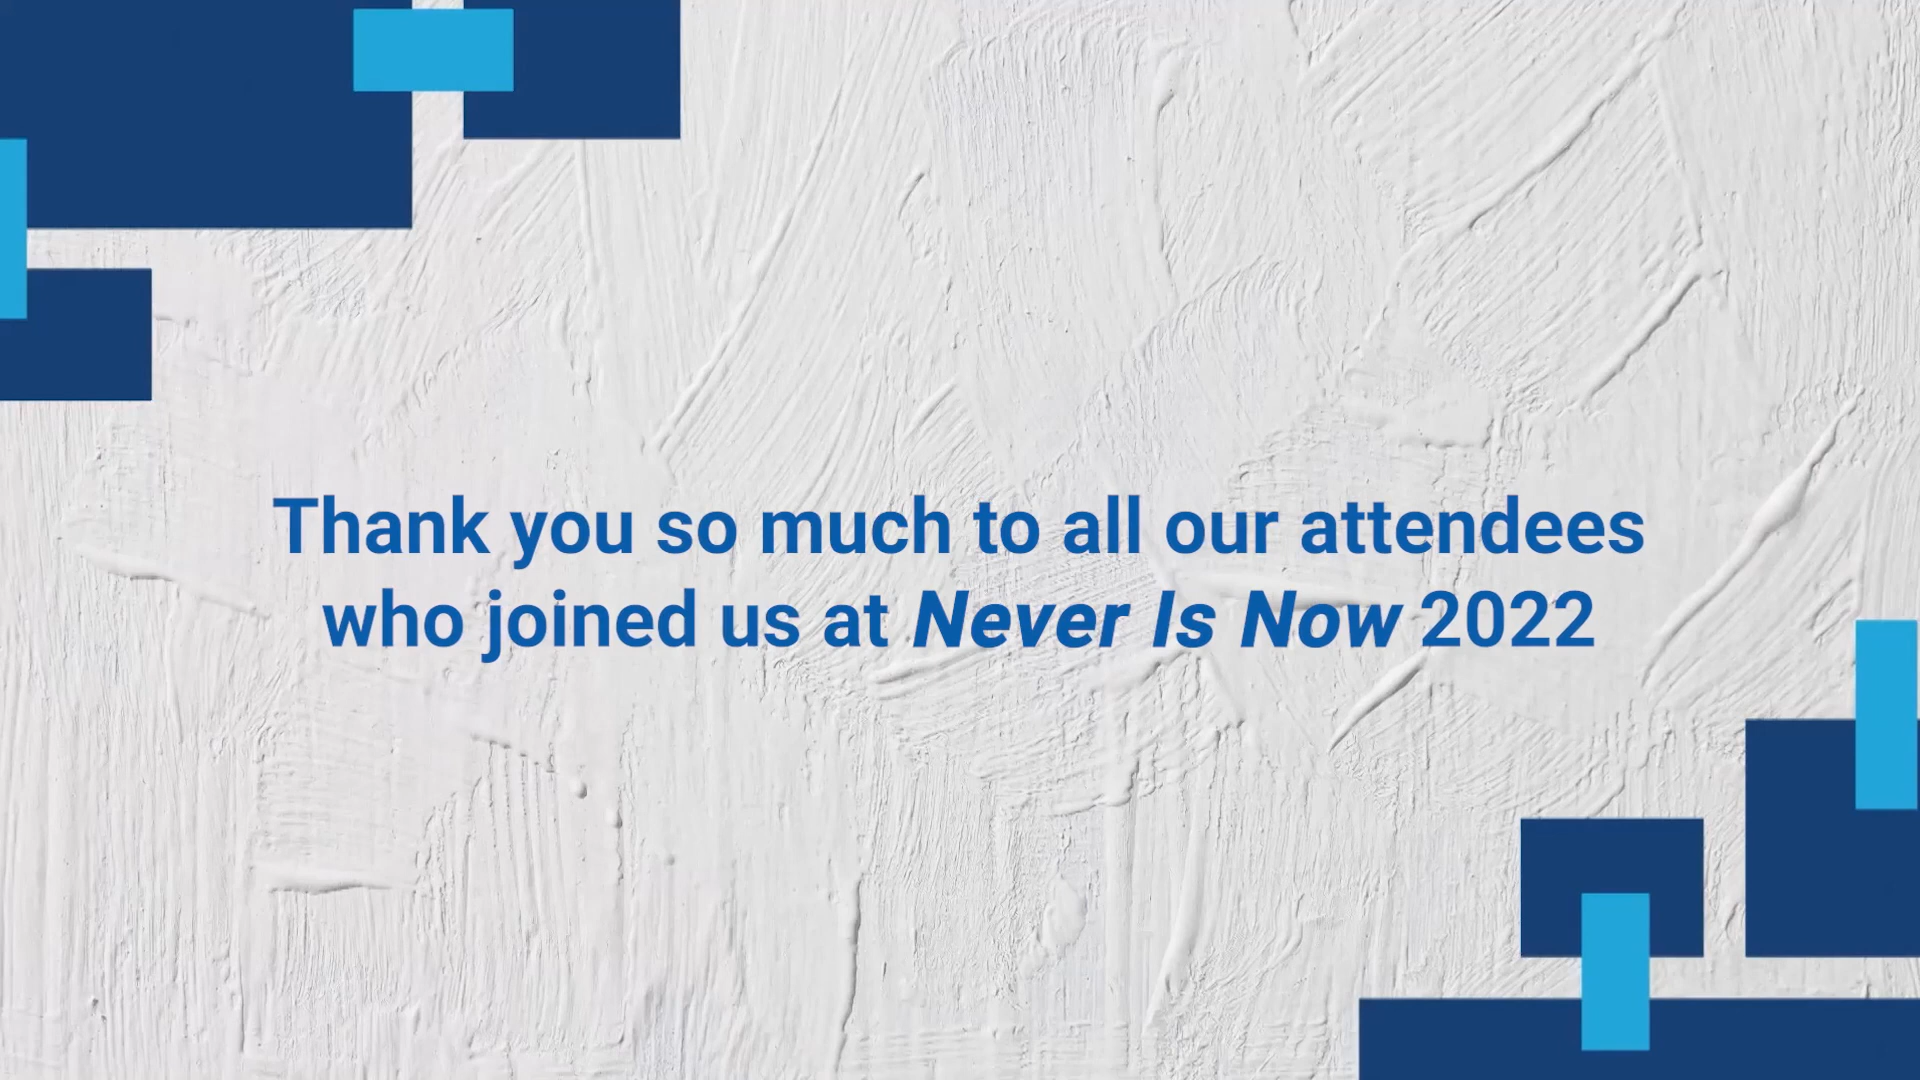 Thank you so much to all our attendees
who joined us at Never Is Now 2022